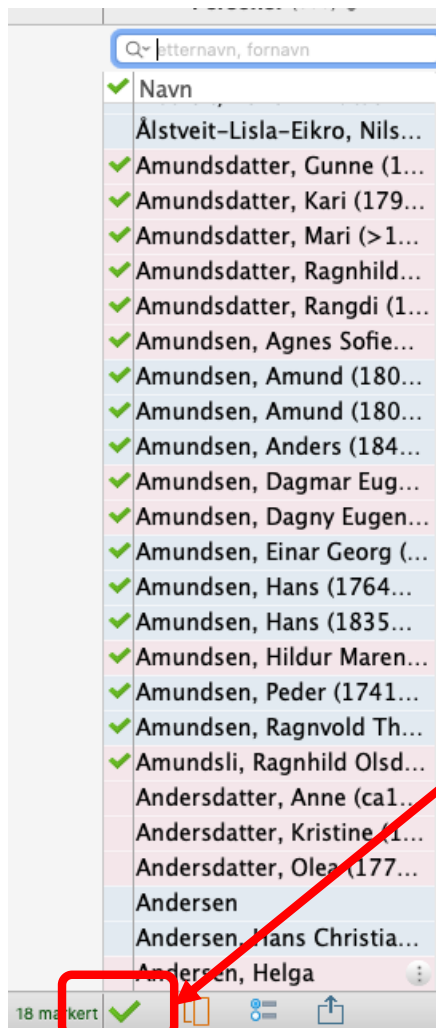 etternavn, fornavn
Navn
Ålstveit-Lisla-Eikro, Nils...
Amundsdatter, Gunne (1...
Amundsdatter, Kari (179...
Amundsdatter, Mari (>1...
Amundsdatter, Ragnhild...
Amundsdatter, Rangdi (1...
Amundsen, Agnes Sofie...
Amundsen, Amund (180...
Amundsen, Amund (180...
Amundsen, Anders (184...
Amundsen, Dagmar Eug...
Amundsen, Dagny Eugen...
Amundsen, Einar Georg (...
Amundsen, Hans (1764...
Amundsen, Hans (1835...
Amundsen, Hildur Maren...
Amundsen, Peder (1741...
Amundsen, Ragnvold Th...
Amundsli, Ragnhild Olsd...
Andersdatter, Anne (ca1...
Andersdatter, Kristine (1...
Andersdatter, Olea (177...
Andersen
Andersen, Hans Christia...
Andersen, Helga
18 markert